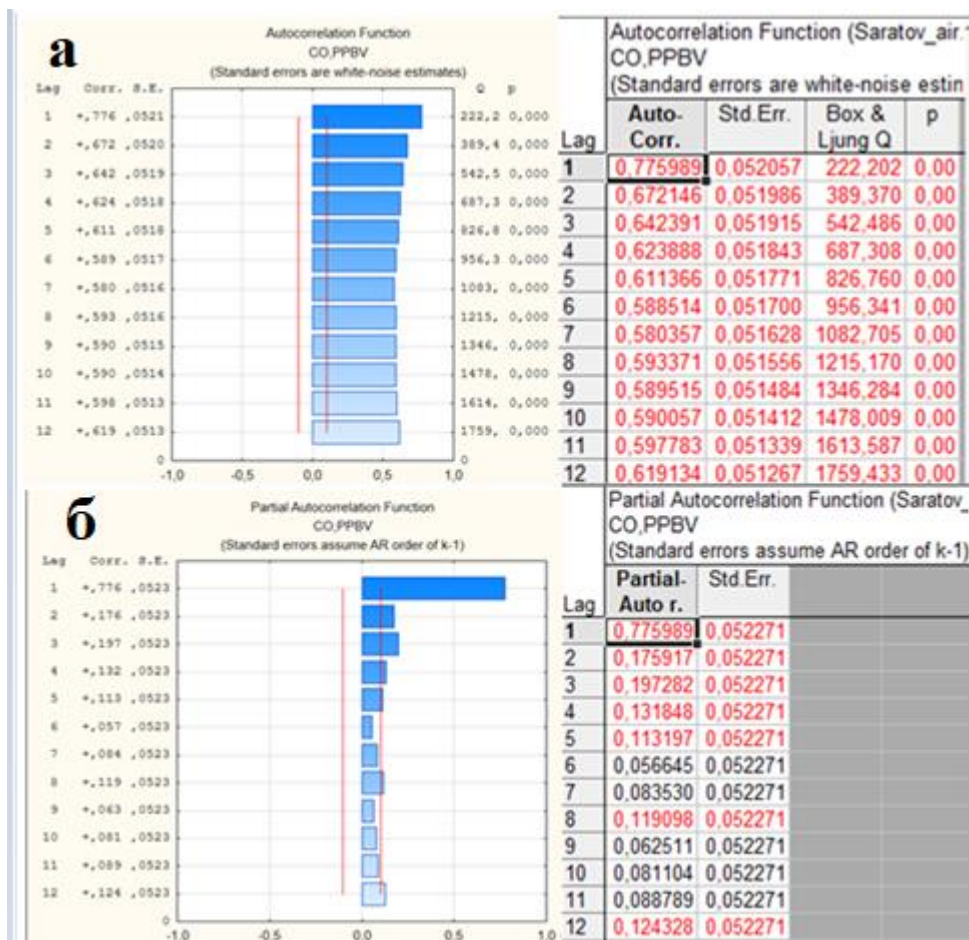 а
Autocorrelation Function
CO,PPBV
(Standard errors are white-noise estimates)
Lag Corr. S.E. Q p
1 +,776 ,0521 222,2 0,000
2 +,672 ,0520 389,4 0,000
3 +,642 ,0519 542,5 0,000
4 +,624 ,0518 687,3 0,000
5 +,611 ,0518 826,8 0,000
6 +,589 ,0517 956,3 0,000
7 +,580 ,0516 1083, 0,000
8 +,593 ,0516 1215, 0,000
9 +,590 ,0515 1346, 0,000
10 +,590 ,0514 1478, 0,000
11 +,598 ,0513 1614, 0,000
12 +,619 ,0513 1759, 0,000
0 0
-1,0 -0,5 0,0 0,5 1,0
Autocorrelation Function (Saratov_air.
CO,PPBV
(Standard errors are white-noise estin
Lag Auto-Corr. Std.Err. Box & Ljung Q p
1 0,775989 0,052057 222,202 0,00
2 0,672146 0,051986 389,370 0,00
3 0,642391 0,051915 542,486 0,00
4 0,623888 0,051843 687,308 0,00
5 0,611366 0,051771 826,760 0,00
6 0,588514 0,051700 956,341 0,00
7 0,580357 0,051628 1082,705 0,00
8 0,593371 0,051556 1215,170 0,00
9 0,589515 0,051484 1346,284 0,00
10 0,590057 0,051412 1478,009 0,00
11 0,597783 0,051339 1613,587 0,00
12 0,619134 0,051267 1759,433 0,00
б
Partial Autocorrelation Function
CO,PPBV
(Standard errors assume AR order of k-1)
Lag Corr. S.E.
1 +,776 ,0523
2 +,176 ,0523
3 +,197 ,0523
4 +,132 ,0523
5 +,113 ,0523
6 +,057 ,0523
7 +,084 ,0523
8 +,119 ,0523
9 +,063 ,0523
10 +,081 ,0523
11 +,089 ,0523
12 +,124 ,0523
0
-1,0 -0,5 0,0 0,5 1,0
Partial Autocorrelation Function (Saratov_
CO,PPBV
(Standard errors assume AR order of k-1)
Lag Partial-Auto r. Std.Err.
1 0,775989 0,052271
2 0,175917 0,052271
3 0,197282 0,052271
4 0,131848 0,052271
5 0,113197 0,052271
6 0,056645 0,052271
7 0,083530 0,052271
8 0,119098 0,052271
9 0,062511 0,052271
10 0,081104 0,052271
11 0,088789 0,052271
12 0,124328 0,052271